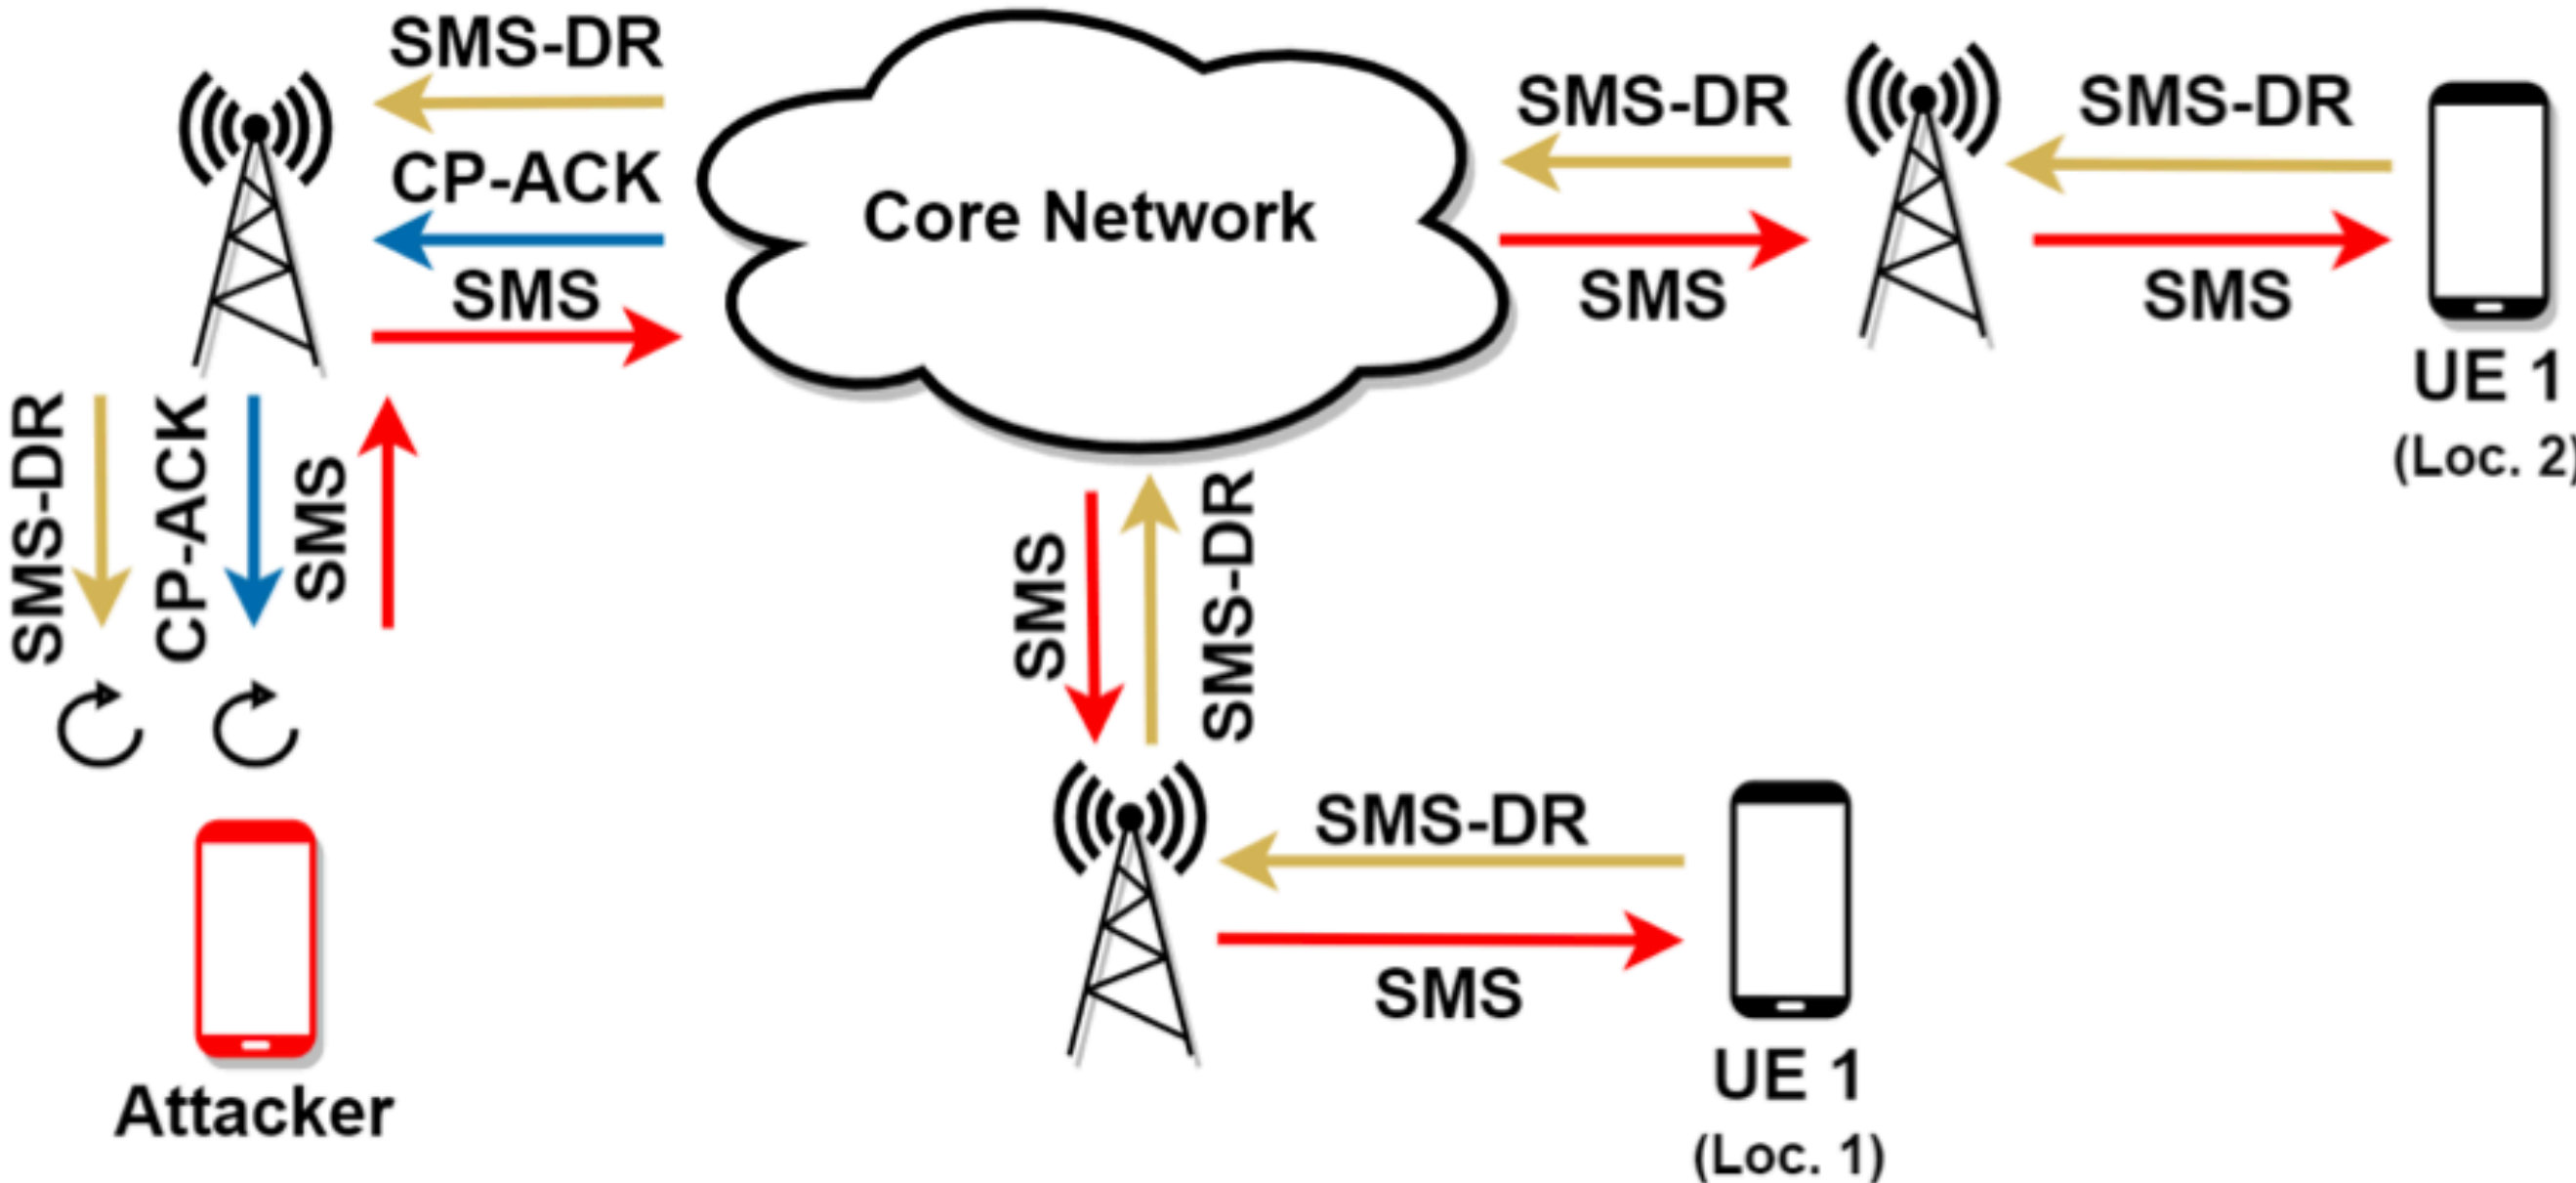 SMS-DR
CP-ACK
SMS
Core Network
SMS-DR
SMS
SMS-DR
SMS
UE 1
(Loc. 2)
SMS-DR
CP-ACK
SMS
SMS
SMS-DR
SMS-DR
SMS
UE 1
(Loc. 1)
Attacker